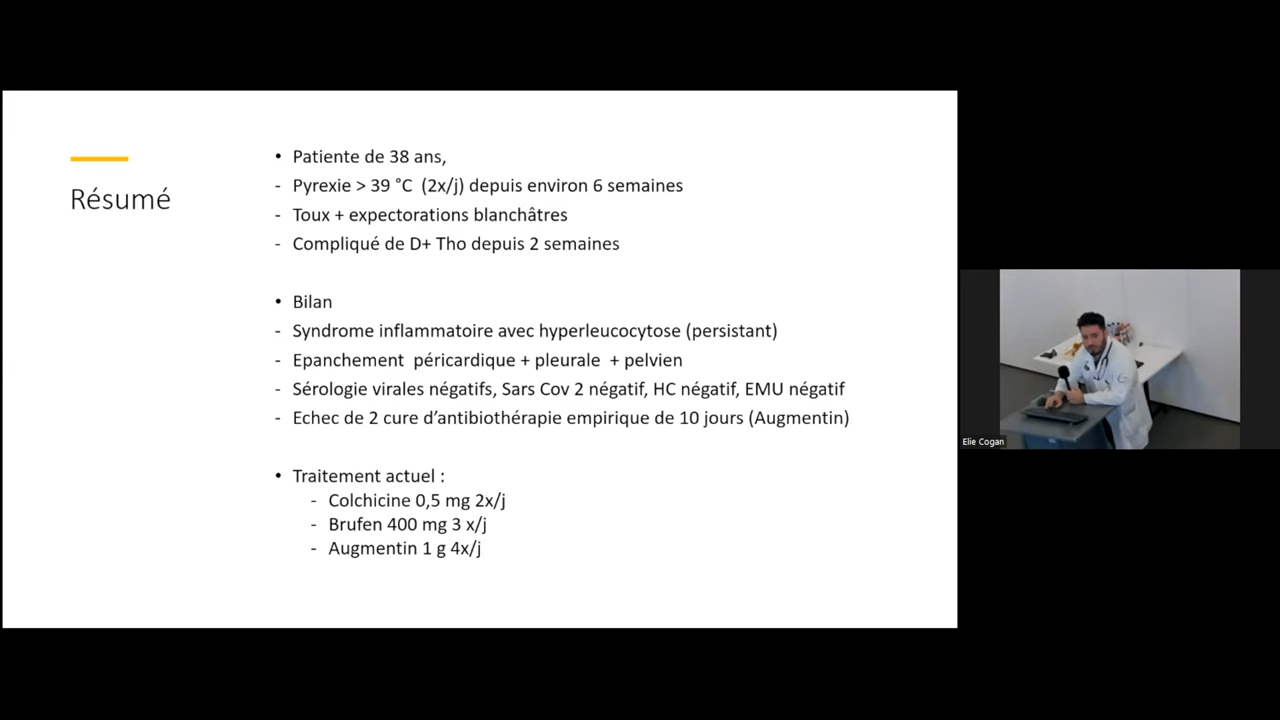 Résumé
• Patiente de 38 ans,
- Pyrexie > 39 °C (2x/j) depuis environ 6 semaines
- Toux + expectorations blanchâtres
- Compliqué de D+ Tho depuis 2 semaines
• Bilan
- Syndrome inflammatoire avec hyperleucocytose (persistant)
- Epanchement péricardique + pleurale + pelvien
- Sérologie virales négatifs, Sars Cov 2 négatif, HC négatif, EMU négatif
- Echec de 2 cure d’antibiothérapie empirique de 10 jours (Augmentin)
• Traitement actuel :
- Colchicine 0,5 mg 2x/j
- Brufen 400 mg 3 x/j
- Augmentin 1 g 4x/j
Elie Cogan